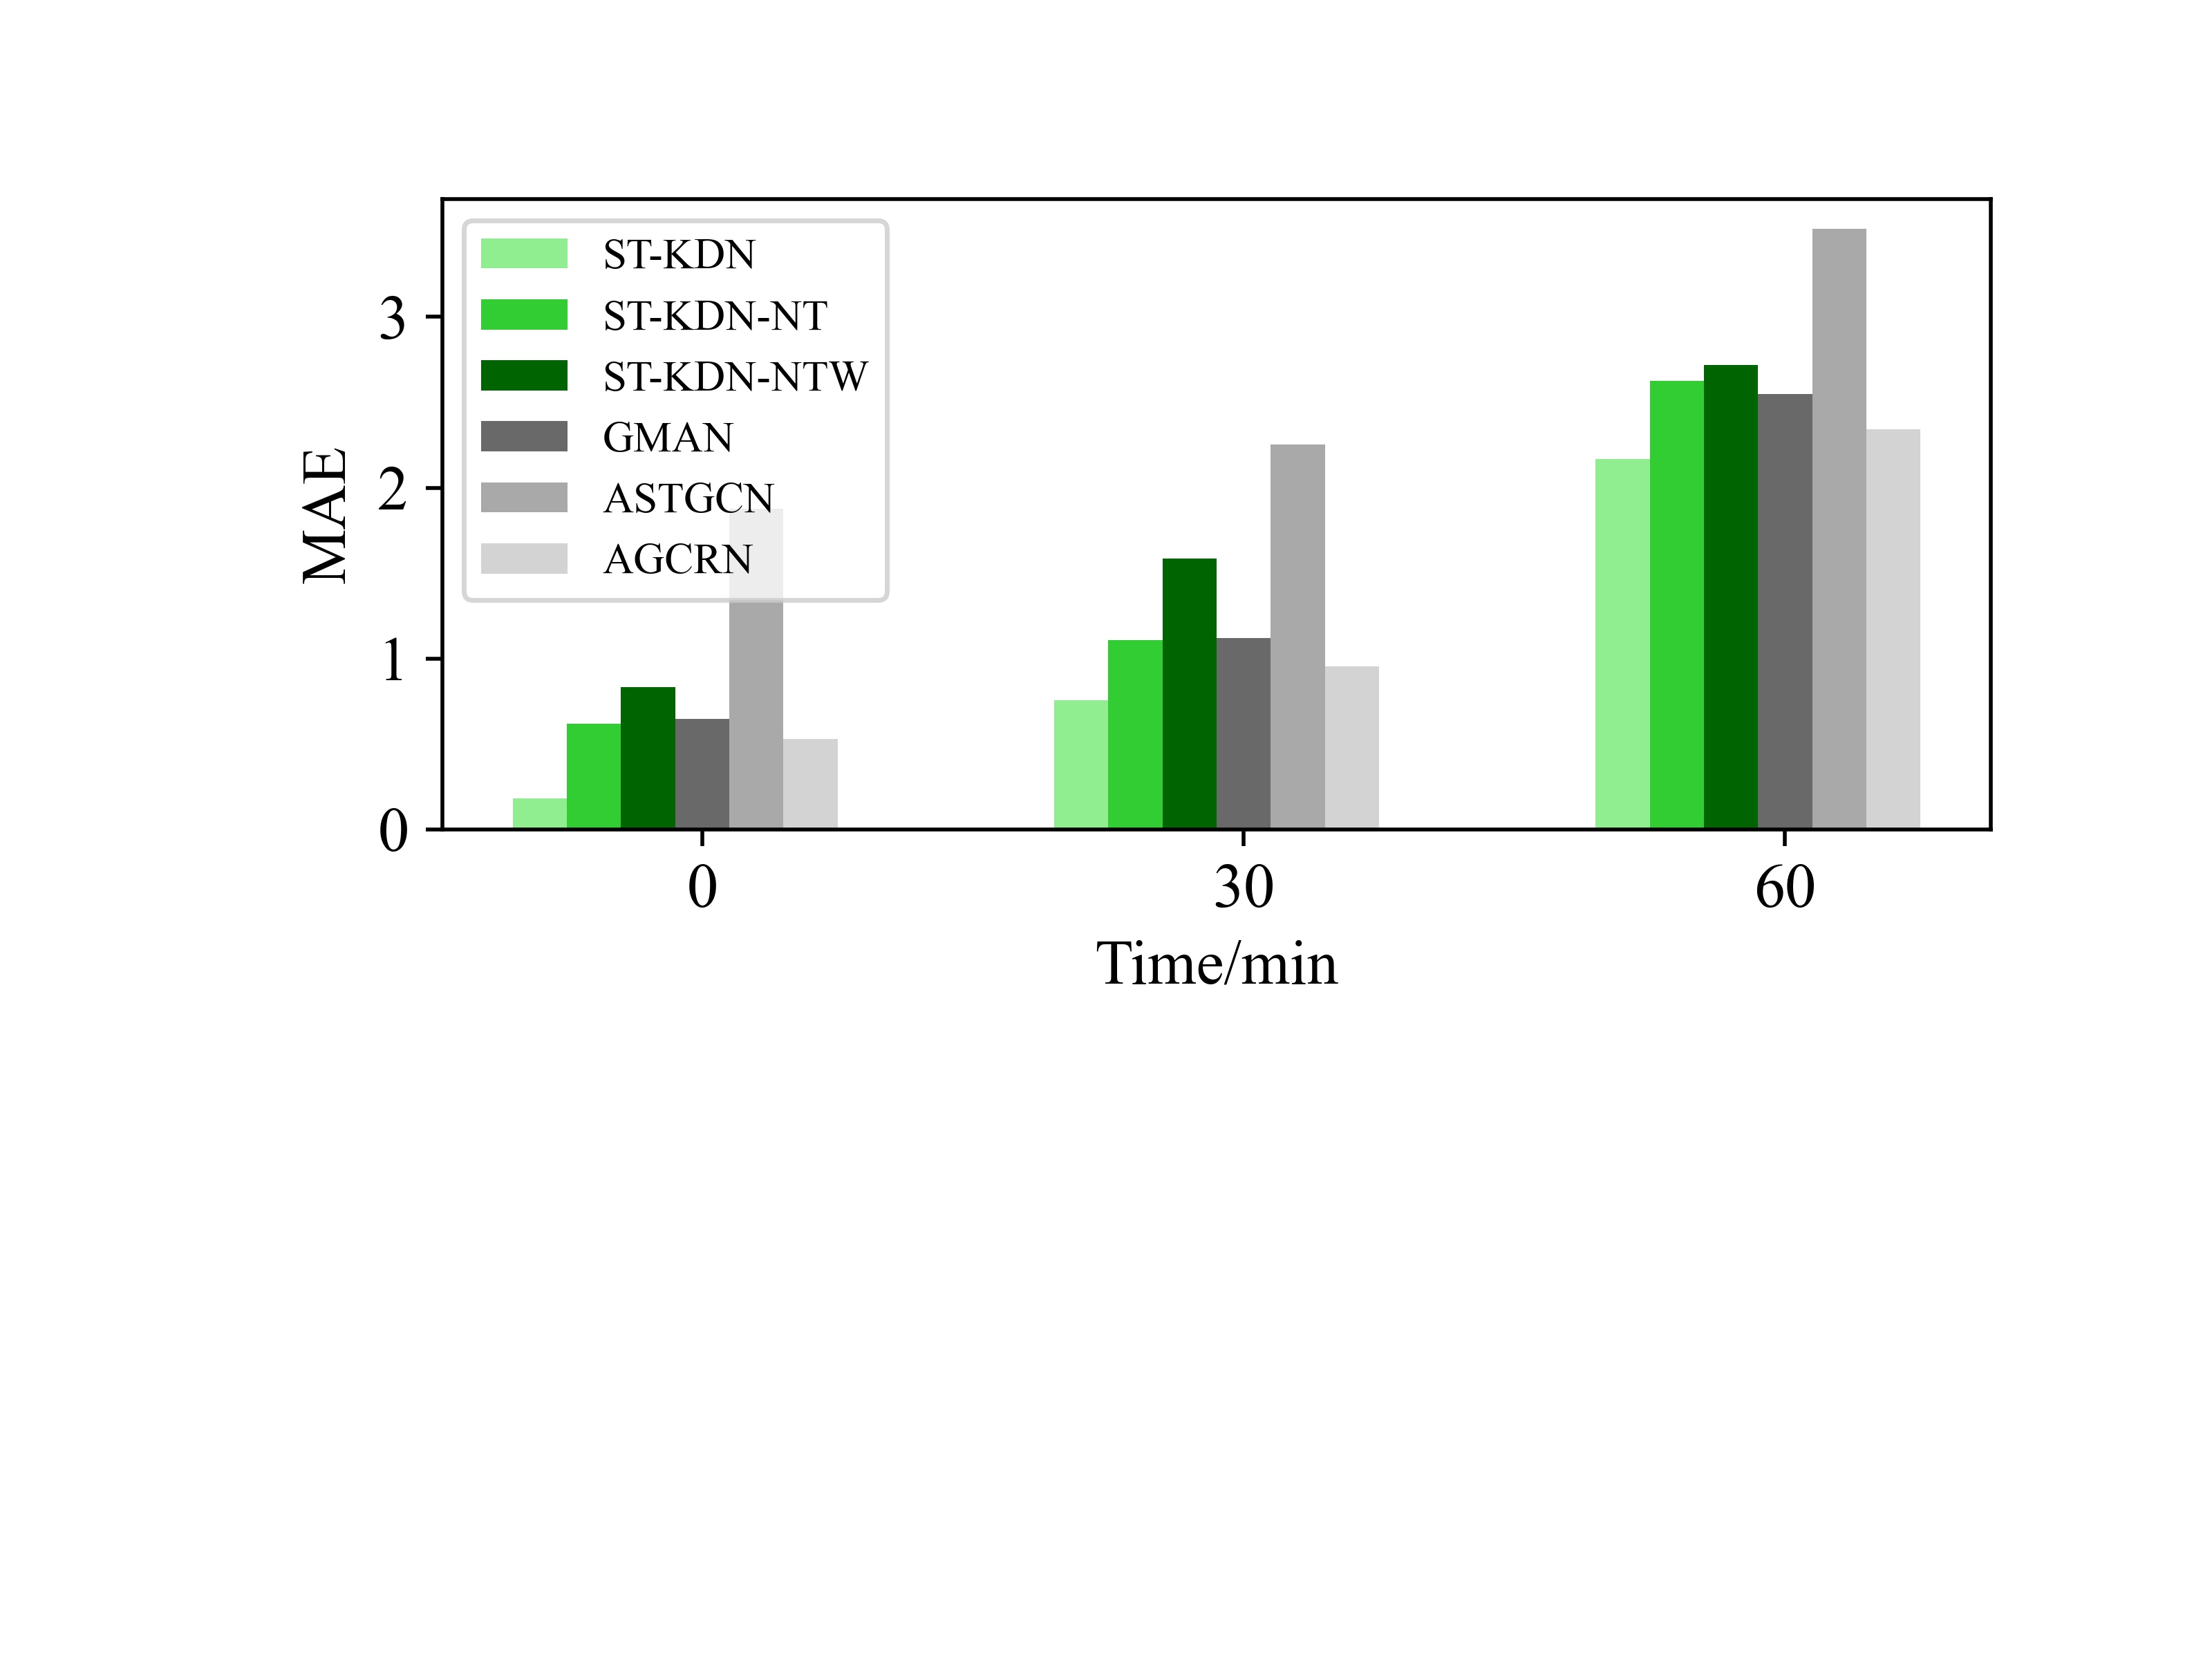 ST-KDN
ST-KDN-NT
ST-KDN-NTW
GMAN
ASTGCN
AGCRN
MAE
3
2
1
0
0 30 60
Time/min